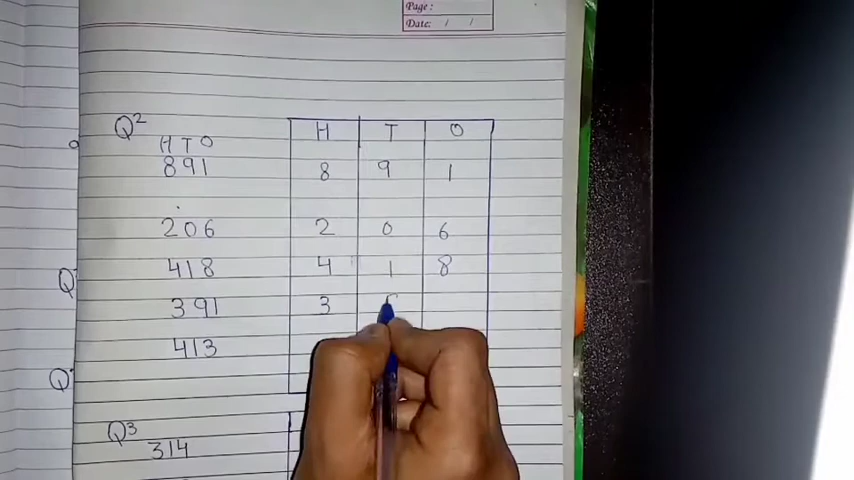 Page:
Date: / /
Q2
H T O
H T O
891
8 9 1
206
2 0 6
418
4 1 8
391
3
413
Q3
314
Q
Q